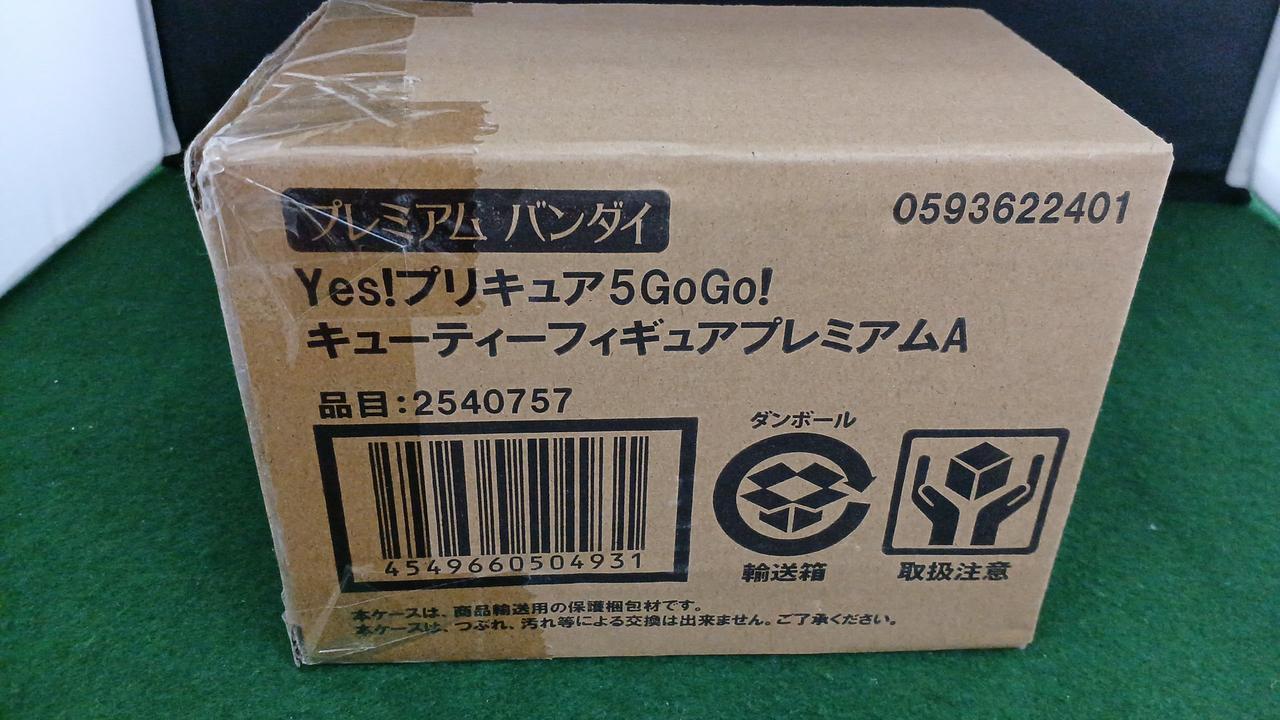 プレミアム バンダイ
0593622401
Yes!プリキュア5GoGo!
キューティーフィギュアプレミアムA
品目:2540757
4549660504931
ダンボール
輸送箱
取扱注意
本ケースは、商品輸送用の保護梱包材です。
本ケースは、つぶれ、汚れ等による交換は出来ません。ご了承ください。